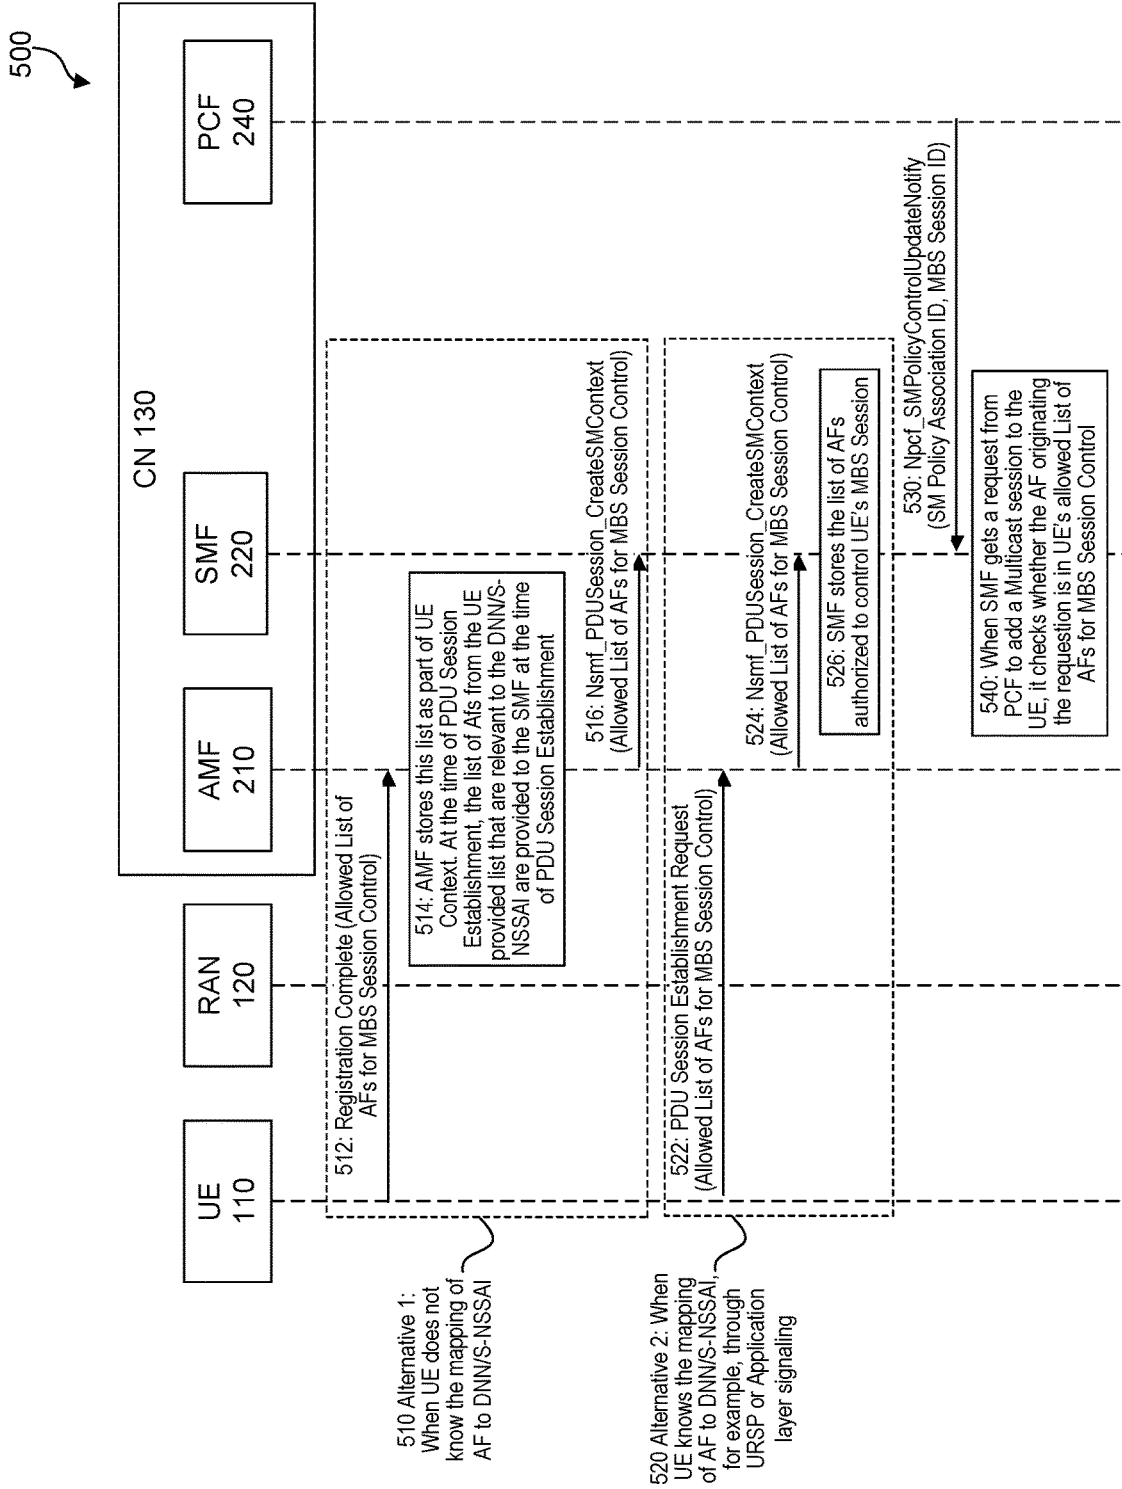 500
CN 130
UE
110
RAN
120
AMF
210
SMF
220
PCF
240
510 Alternative 1:
When UE does not
know the mapping of
AF to DNN/S-NSSAI
512: Registration Complete (Allowed List of
AFs for MBS Session Control)
514: AMF stores this list as part of UE
Context. At the time of PDU Session
Establishment, the list of Afs from the UE
provided list that are relevant to the DNN/S-
NSSAI are provided to the SMF at the time
of PDU Session Establishment
516: Nsmf_PDUSession_CreateSMContext
(Allowed List of AFs for MBS Session Control)
520 Alternative 2: When
UE knows the mapping
of AF to DNN/S-NSSAI,
for example, through
URSP or Application
layer signaling
522: PDU Session Establishment Request
(Allowed List of AFs for MBS Session Control)
524: Nsmf_PDUSession_CreateSMContext
(Allowed List of AFs for MBS Session Control)
526: SMF stores the list of AFs
authorized to control UE's MBS Session
530: Npcf_SMPolicyControlUpdateNotify
(SM Policy Association ID, MBS Session ID)
540: When SMF gets a request from
PCF to add a Multicast session to the
UE, it checks whether the AF originating
the request is in UE's allowed List of
AFs for MBS Session Control